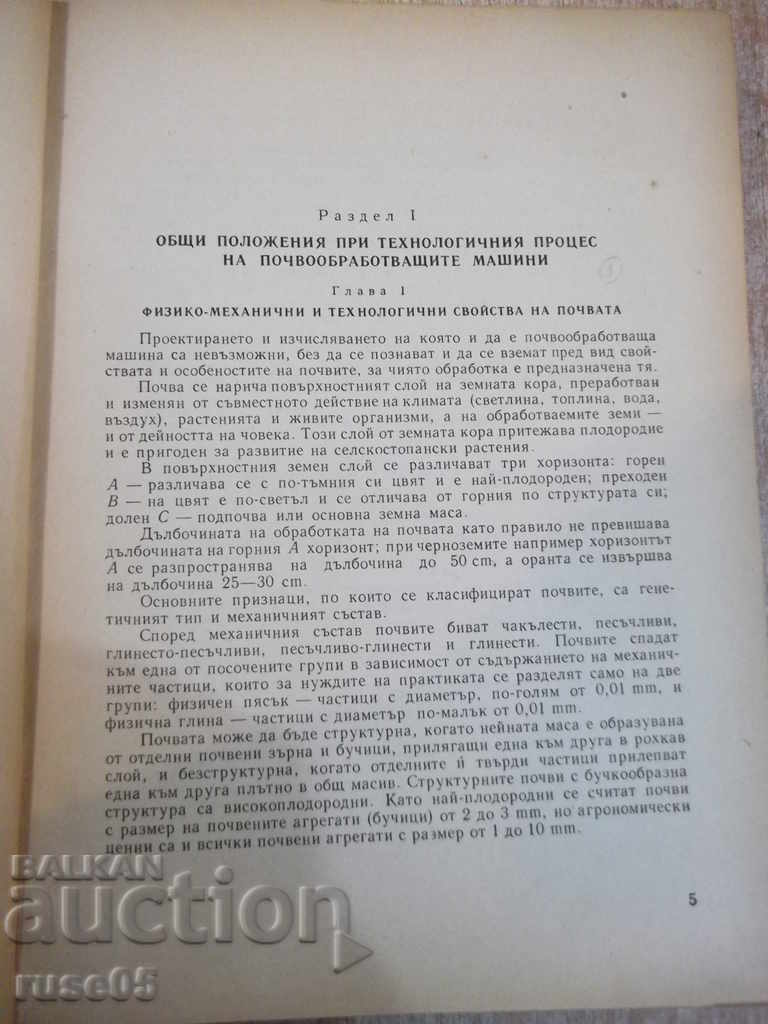 Раздел I
ОБЩИ ПОЛОЖЕНИЯ ПРИ ТЕХНОЛОГИЧНИЯ ПРОЦЕС
НА ПОЧВООБРАБОТВАЩИТЕ МАШИНИ
Глава 1
ФИЗИКО-МЕХАНИЧНИ И ТЕХНОЛОГИЧНИ СВОЙСТВА НА ПОЧВАТА
Проектирането и изчисляването на която и да е почвообработваща
машина са невъзможни, без да се познават и да се вземат пред вид свой-
ствата и особеностите на почвите, за чиято обработка е предназначена тя.
Почва се нарича повърхностният слой на земната кора, преработван
и изменян от съвместното действие на климата (светлина, топлина, вода,
въздух), растенията и живите организми, а на обработваемите земи —
и от дейността на човека. Този слой от земната кора притежава плодородие
и е пригоден за развитие на селскостопански растения.
В повърхностния земен слой се различават три хоризонта: горен
A — различава се с по-тъмния си цвят и е най-плодороден; преходен
B — на цвят е по-светъл и се отличава от горния по структурата си;
долен C — подпочва или основна земна маса.
Дълбочината на обработката на почвата като правило не превишава
дълбочината на горния A хоризонт; при черноземите например хоризонтът
A се разпространява на дълбочина до 50 cm, а оранта се извършва
на дълбочина 25—30 cm.
Основните признаци, по които се класифицират почвите, са гене-
тичният тип и механичният състав.
Според механичния състав почвите биват чакълести, песъчливи,
глинесто-песъчливи, песъчливо-глинести и глинести. Почвите спадат
към една от посочените групи в зависимост от съдържанието на механич-
ните частици, които за нуждите на практиката се разделят само на две
групи: физичен пясък — частици с диаметър, по-голям от 0,01 mm, и
физична глина — частици с диаметър по-малък от 0,01 mm.
Почвата може да бъде структурна, когато нейната маса е образувана
от отделни почвени зърна и бучици, прилягащи една към друга в рохкав
слой, и безструктурна, когато отделните ѝ твърди частици прилепват
една към друга плътно в общ масив. Структурните почви с бучкообразна
структура са високоплодородни. Като най-плодородни се считат почви
с размер на почвените агрегати (бучици) от 2 до 3 mm, но агрономически
ценни са и всички почвени агрегати с размер от 1 до 10 mm.
5
BALKAN
auction
ruse05